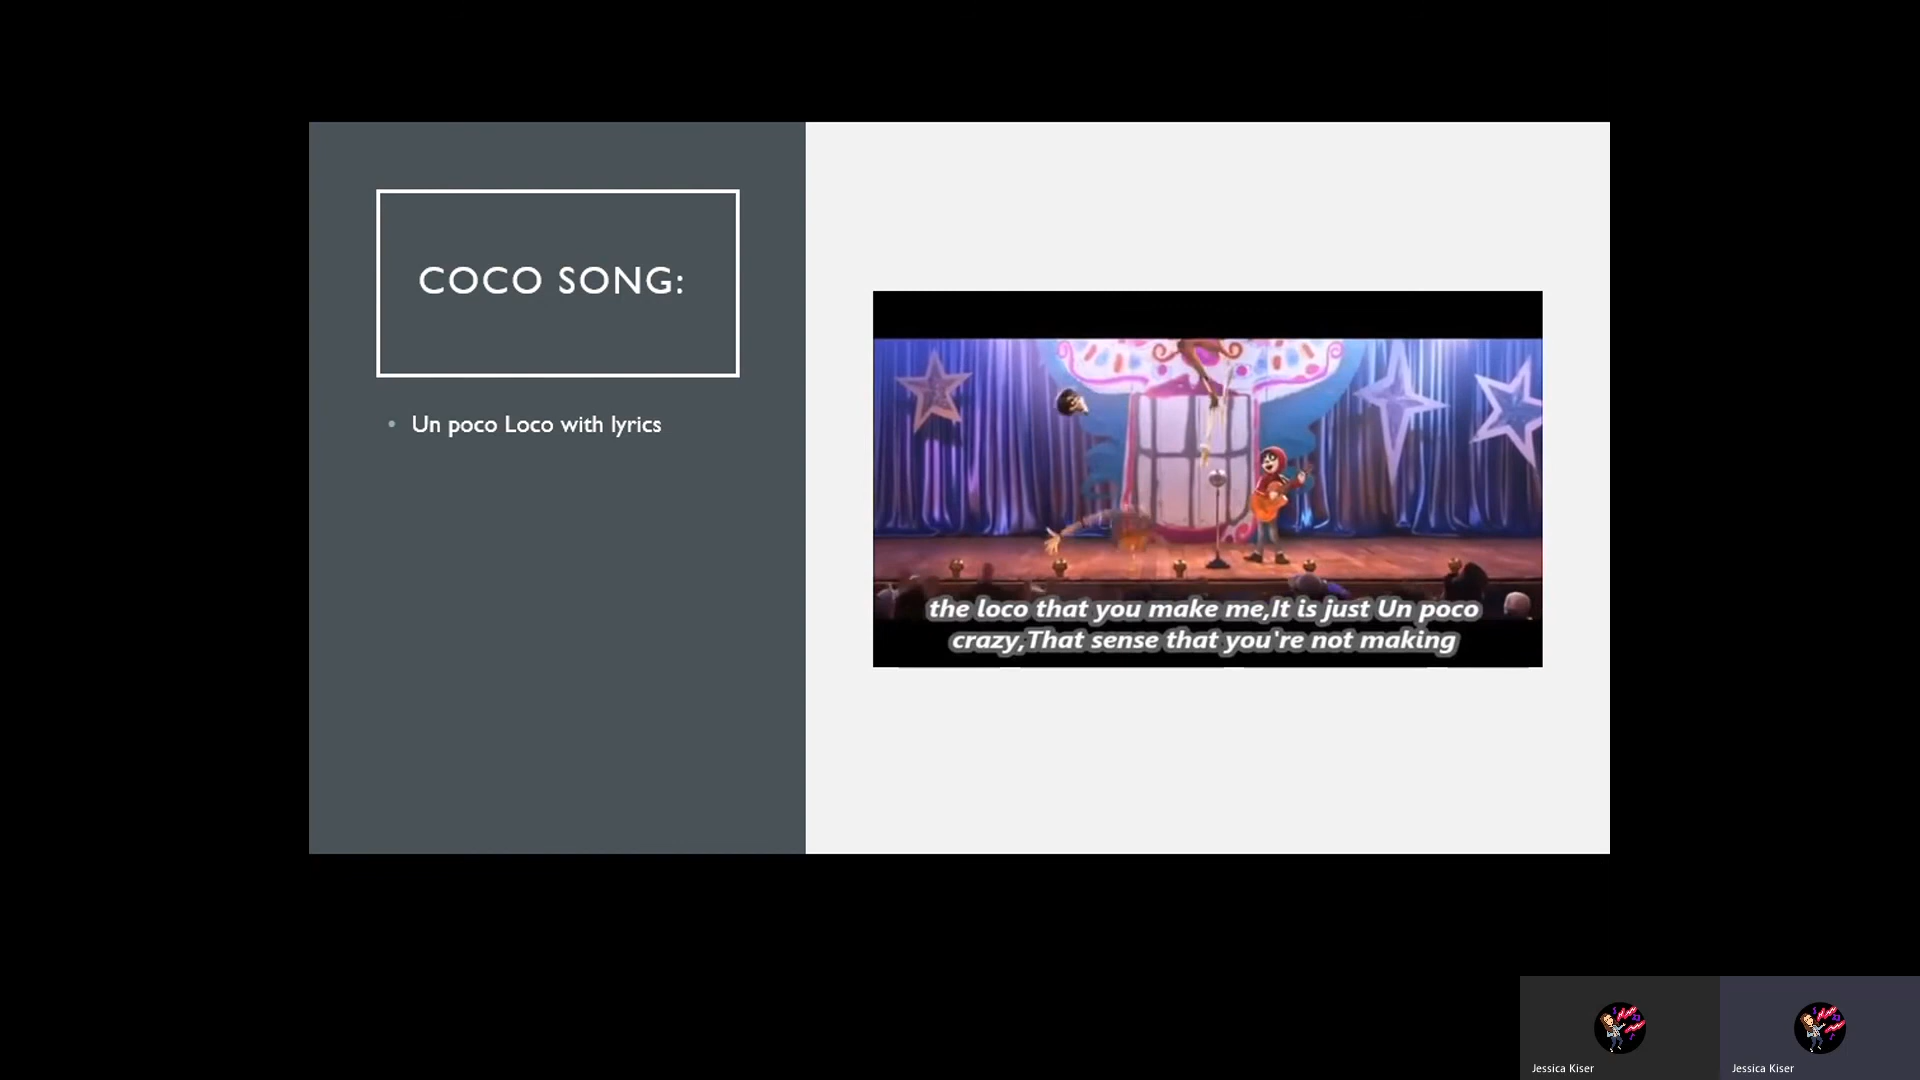 COCO SONG:
• Un poco Loco with lyrics
the loco that you make me,It is just Un poco
crazy,That sense that you're not making
Jessica Kiser
Jessica Kiser